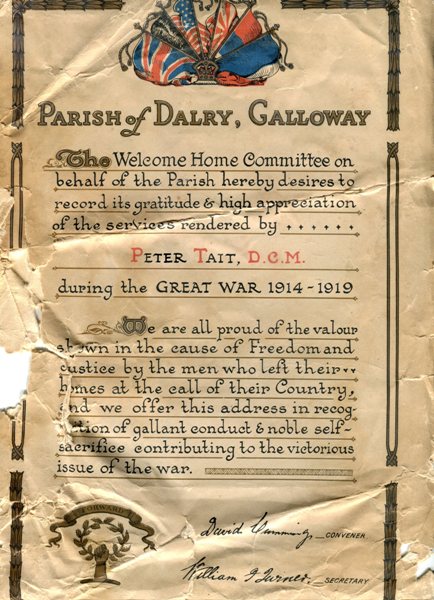 PARISH of DALRY, GALLOWAY
The Welcome Home Committee on
behalf of the Parish hereby desires to
record its gratitude & high appreciation
of the services rendered by ......
PETER TAIT, D.C.M.
during the GREAT WAR 1914-1919
We are all proud of the valour
shown in the cause of Freedom and
Justice by the men who left their
homes at the call of their Country,
and we offer this address in recog-
ition of gallant conduct & noble self-
sacrifice contributing to the victorious
issue of the war.
FORWARD
David Cumming CONVENER
William Turner SECRETARY